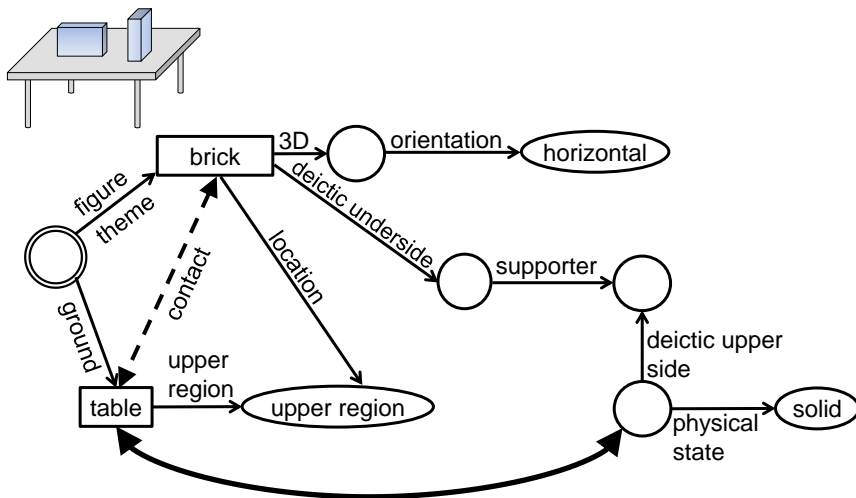 brick
3D
orientation
horizontal
figure
theme
deictic underside
location
contact
supporter
ground
deictic upper
side
upper
region
table
upper region
physical
state
solid